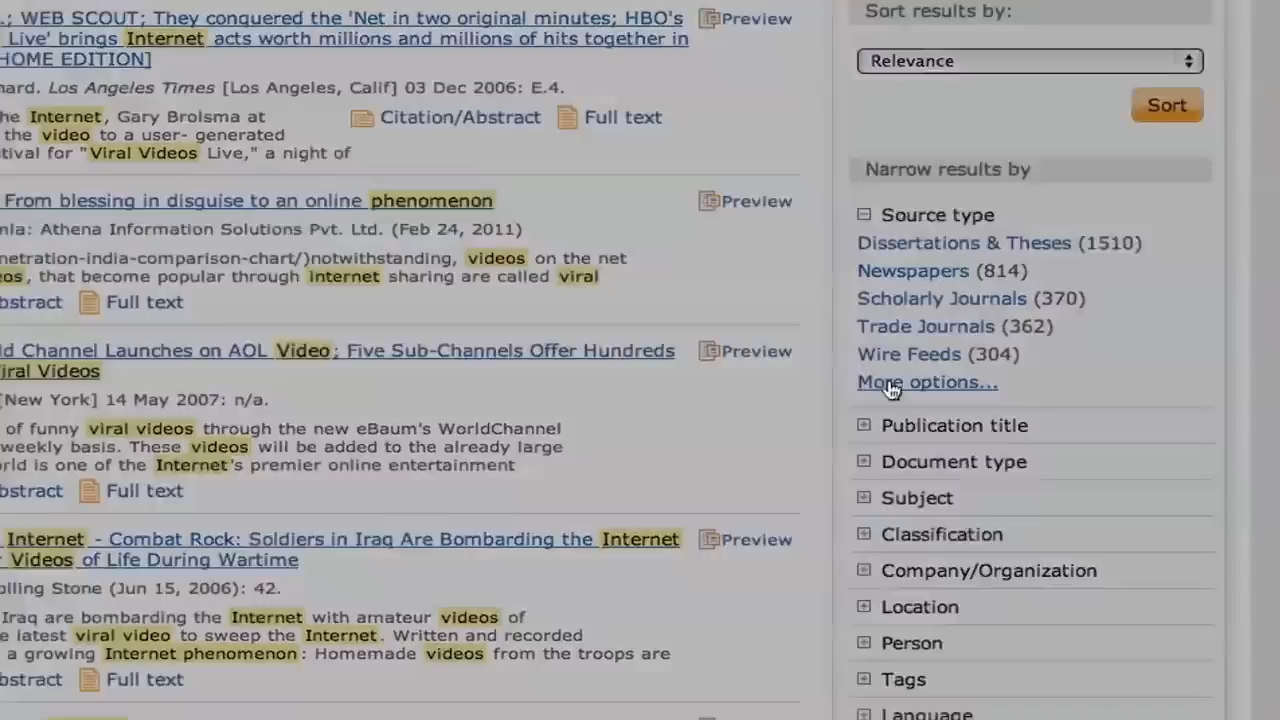 .; WEB SCOUT; They conquered the 'Net in two original minutes; HBO's
Live' brings Internet acts worth millions and millions of hits together in
HOME EDITION]
Preview
hard. Los Angeles Times [Los Angeles, Calif] 03 Dec 2006: E.4.
he Internet, Gary Brolsma at
the video to a user- generated
tival for "Viral Videos Live," a night of
Citation/Abstract Full text
From blessing in disguise to an online phenomenon
Preview
nla: Athena Information Solutions Pvt. Ltd. (Feb 24, 2011)
netration-india-comparison-chart/)notwithstanding, videos on the net
eos, that become popular through internet sharing are called viral
bstract Full text
ld Channel Launches on AOL Video; Five Sub-Channels Offer Hundreds
Viral Videos
Preview
[New York] 14 May 2007: n/a.
of funny viral videos through the new eBaum's WorldChannel
weekly basis. These videos will be added to the already large
rld is one of the Internet's premier online entertainment
bstract Full text
Internet - Combat Rock: Soldiers in Iraq Are Bombarding the Internet
Videos of Life During Wartime
Preview
olling Stone (Jun 15, 2006): 42.
Iraq are bombarding the Internet with amateur videos of
e latest viral video to sweep the Internet. Written and recorded
a growing Internet phenomenon: Homemade videos from the troops are
bstract Full text
Sort results by:
Relevance
Sort
Narrow results by
Source type
Dissertations & Theses (1510)
Newspapers (814)
Scholarly Journals (370)
Trade Journals (362)
Wire Feeds (304)
More options...
Publication title
Document type
Subject
Classification
Company/Organization
Location
Person
Tags
Language